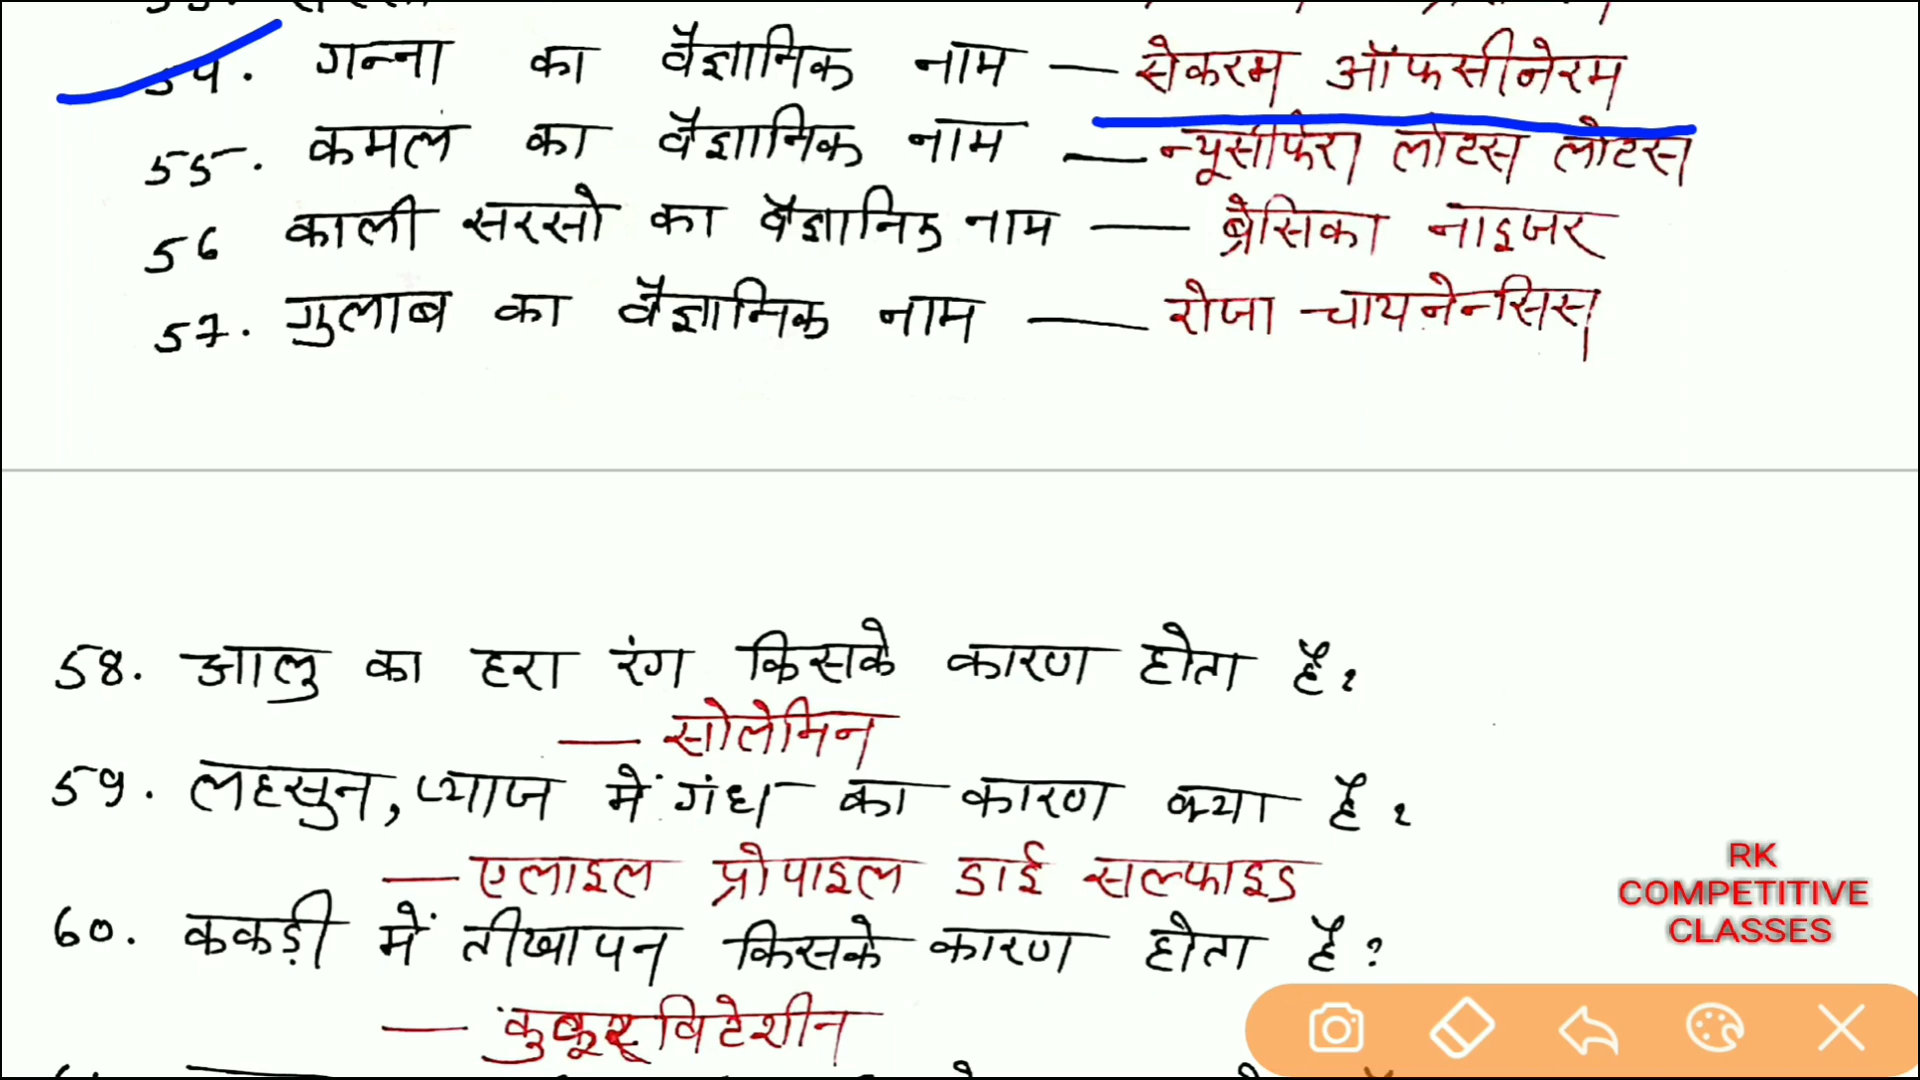 54. गन्ना का वैज्ञानिक नाम — सेकरम ऑफसीनेरम
55. कमल का वैज्ञानिक नाम — न्यूसीफेरा लोटस लोटस
56 काली सरसो का वैज्ञानिक नाम — ब्रेसिका नाइजर
57. गुलाब का वैज्ञानिक नाम — रोजा चायनेन्सिस
58. आलु का हरा रंग किसके कारण होता है?
— सोलेमिन
59. लहसुन, प्याज में गंध का कारण क्या है?
— एलाइल प्रोपाइल डाई सल्फाइड
60. ककड़ी में तीखापन किसके कारण होता है?
— कुकूरविटेशीन
RK
COMPETITIVE
CLASSES